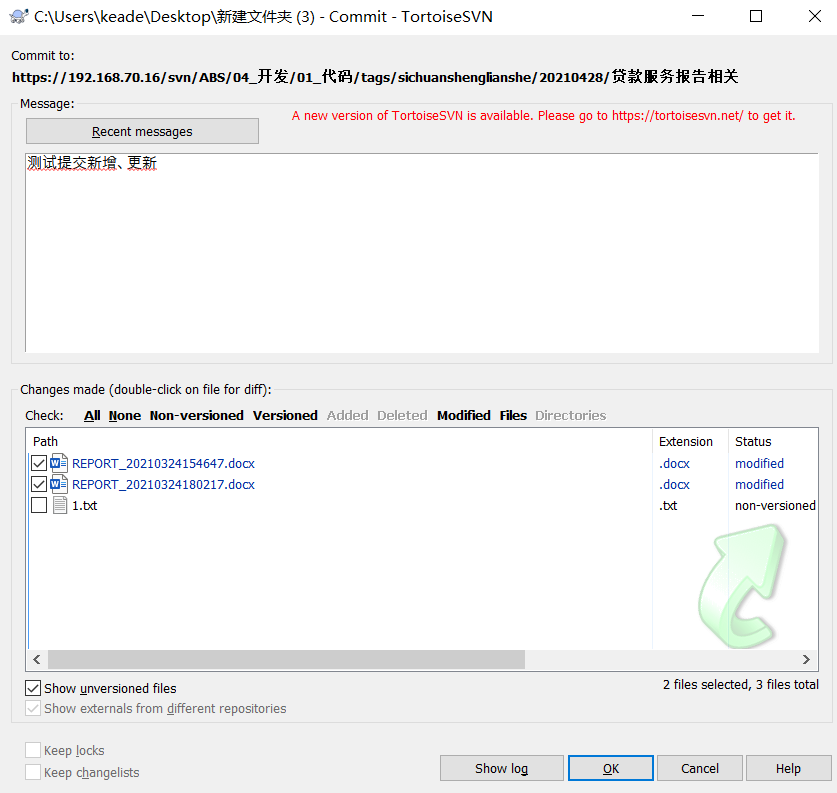 C:\Users\keade\Desktop\新建文件夹 (3) - Commit - TortoiseSVN
Commit to:
https://192.168.70.16/svn/ABS/04_开发/01_代码/tags/sichuanshenglianshe/20210428/贷款服务报告相关
Message:
Recent messages
A new version of TortoiseSVN is available. Please go to https://tortoisesvn.net/ to get it.
测试提交新增、更新
Changes made (double-click on file for diff):
Check: All None Non-versioned Versioned Added Deleted Modified Files Directories
Path Extension Status
REPORT_20210324154647.docx .docx modified
REPORT_20210324180217.docx .docx modified
1.txt .txt non-versioned
Show unversioned files
2 files selected, 3 files total
Show externals from different repositories
Keep locks
Keep changelists
Show log OK Cancel Help